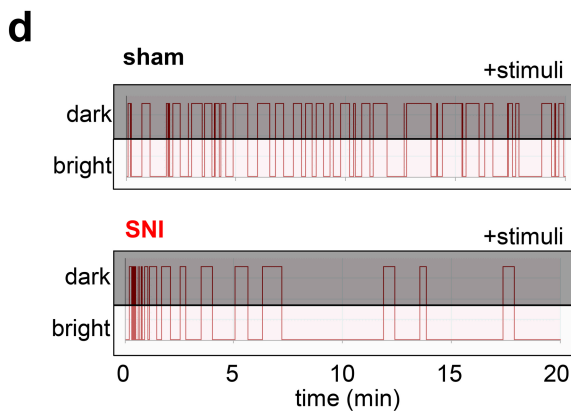 d
sham
+stimuli
dark
bright
SNI
+stimuli
dark
bright
0 5 10 15 20
time (min)